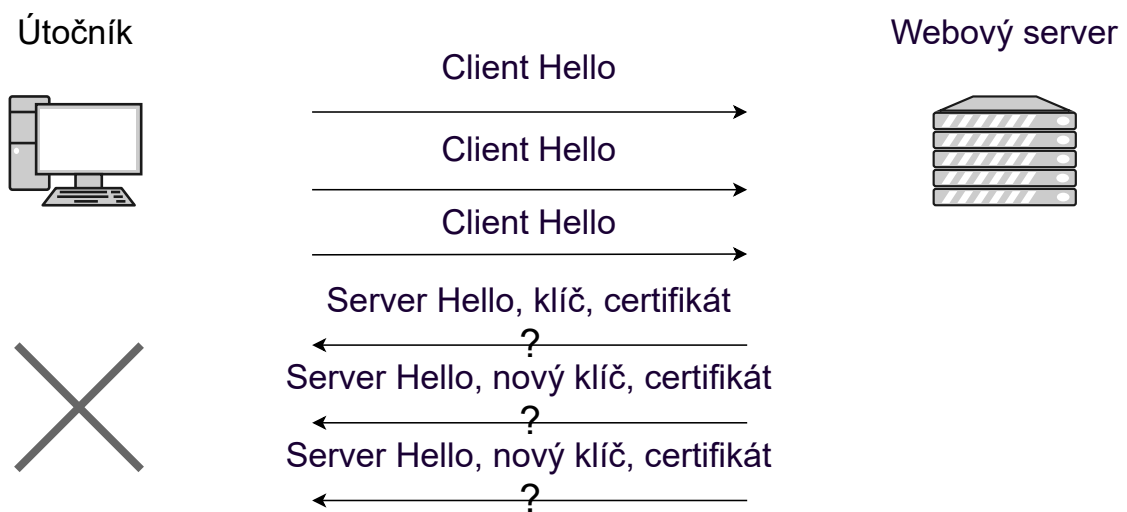 Útočník
Webový server
Client Hello
Client Hello
Client Hello
Server Hello, klíč, certifikát
?
Server Hello, nový klíč, certifikát
?
Server Hello, nový klíč, certifikát
?